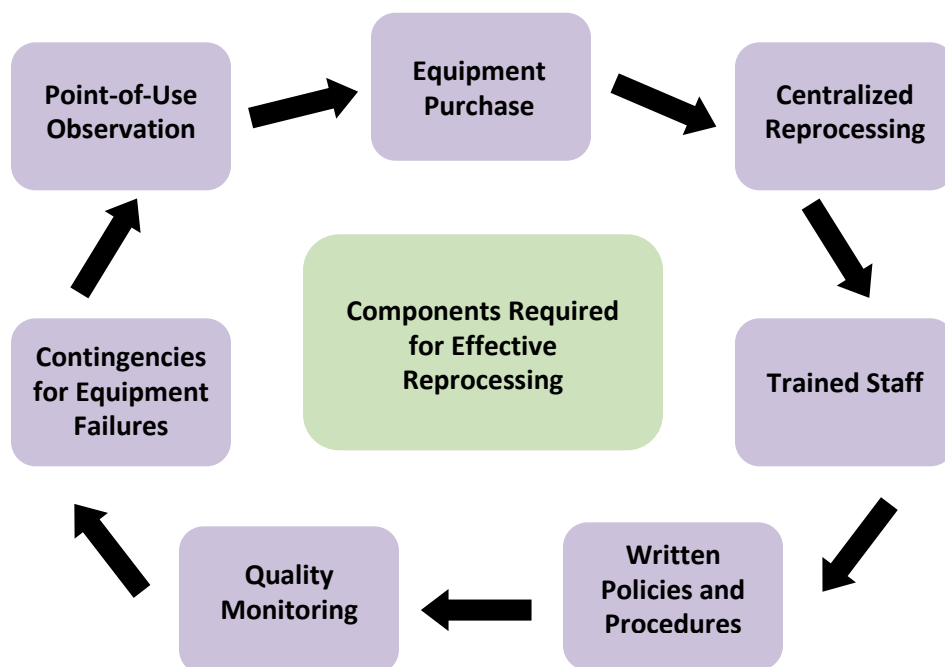 Point-of-Use
Observation
Equipment
Purchase
Centralized
Reprocessing
Components Required
for Effective
Reprocessing
Contingencies
for Equipment
Failures
Trained Staff
Quality
Monitoring
Written
Policies and
Procedures